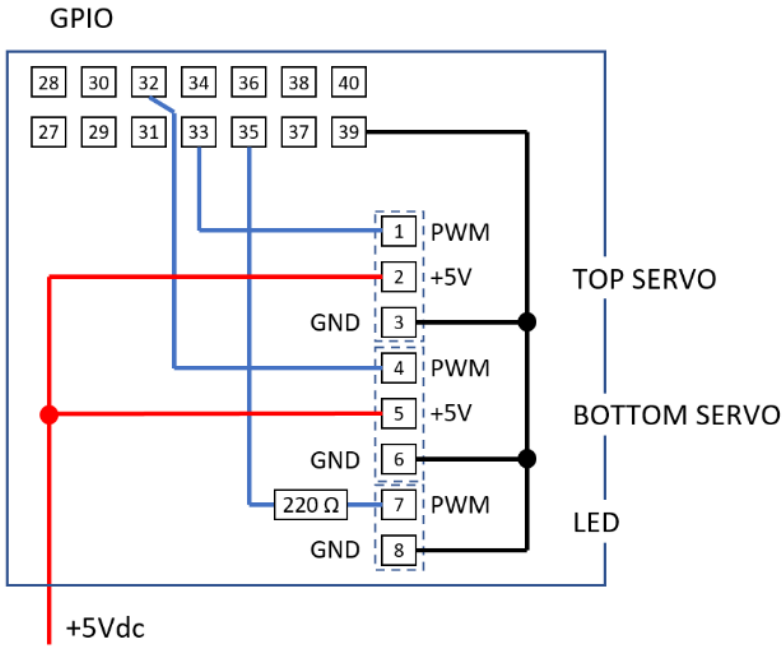 GPIO
28 30 32 34 36 38 40
27 29 31 33 35 37 39
1 PWM
2 +5V
TOP SERVO
GND 3
4 PWM
5 +5V
BOTTOM SERVO
GND 6
220 Ω 7 PWM
LED
GND 8
+5Vdc